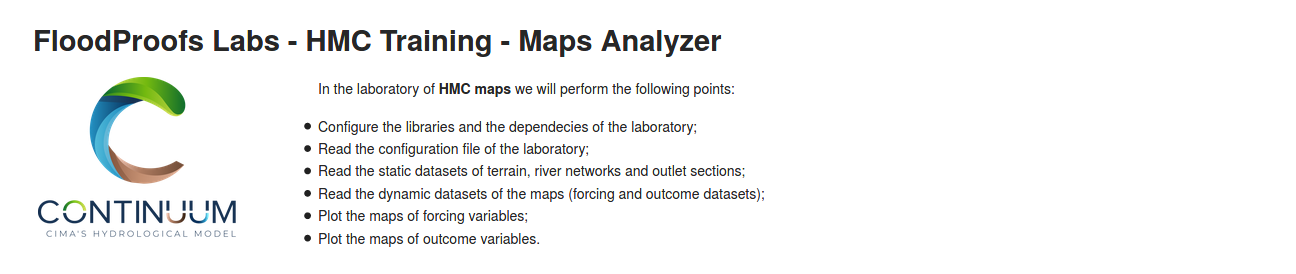 FloodProofs Labs - HMC Training - Maps Analyzer
In the laboratory of HMC maps we will perform the following points:
● Configure the libraries and the dependecies of the laboratory;
● Read the configuration file of the laboratory;
● Read the static datasets of terrain, river networks and outlet sections;
● Read the dynamic datasets of the maps (forcing and outcome datasets);
● Plot the maps of forcing variables;
● Plot the maps of outcome variables.
CONTINUUM
CIMA'S HYDROLOGICAL MODEL